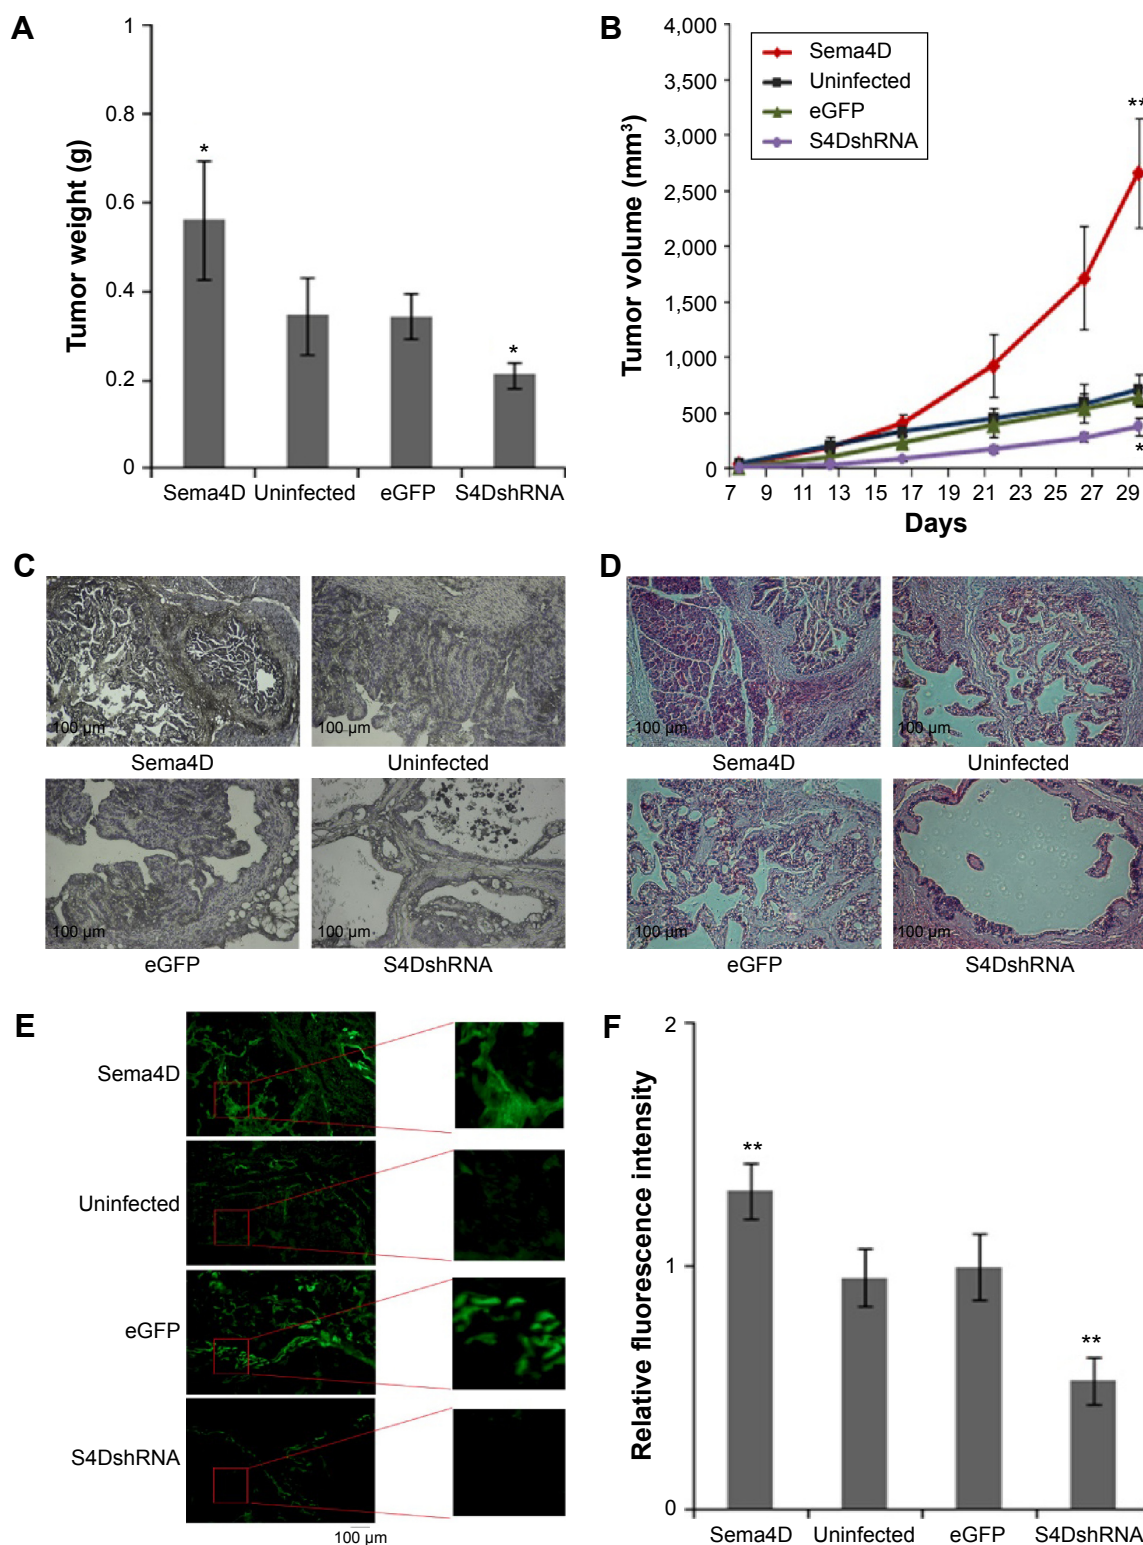 A
Tumor weight (g)
1
0.8
0.6
0.4
0.2
0
*
*
Sema4D Uninfected eGFP S4DshRNA
B
Tumor volume (mm³)
4,000
3,500
3,000
2,500
2,000
1,500
1,000
500
0
Sema4D
Uninfected
eGFP
S4DshRNA
**
*
7 9 11 13 15 17 19 21 23 25 27 29
Days
C
100 µm
100 µm
Sema4D Uninfected
100 µm
100 µm
eGFP S4DshRNA
D
100 µm
100 µm
Sema4D Uninfected
100 µm
100 µm
eGFP S4DshRNA
E
Sema4D
Uninfected
eGFP
S4DshRNA
100 µm
F
Relative fluorescence intensity
2
1
0
**
**
Sema4D Uninfected eGFP S4DshRNA